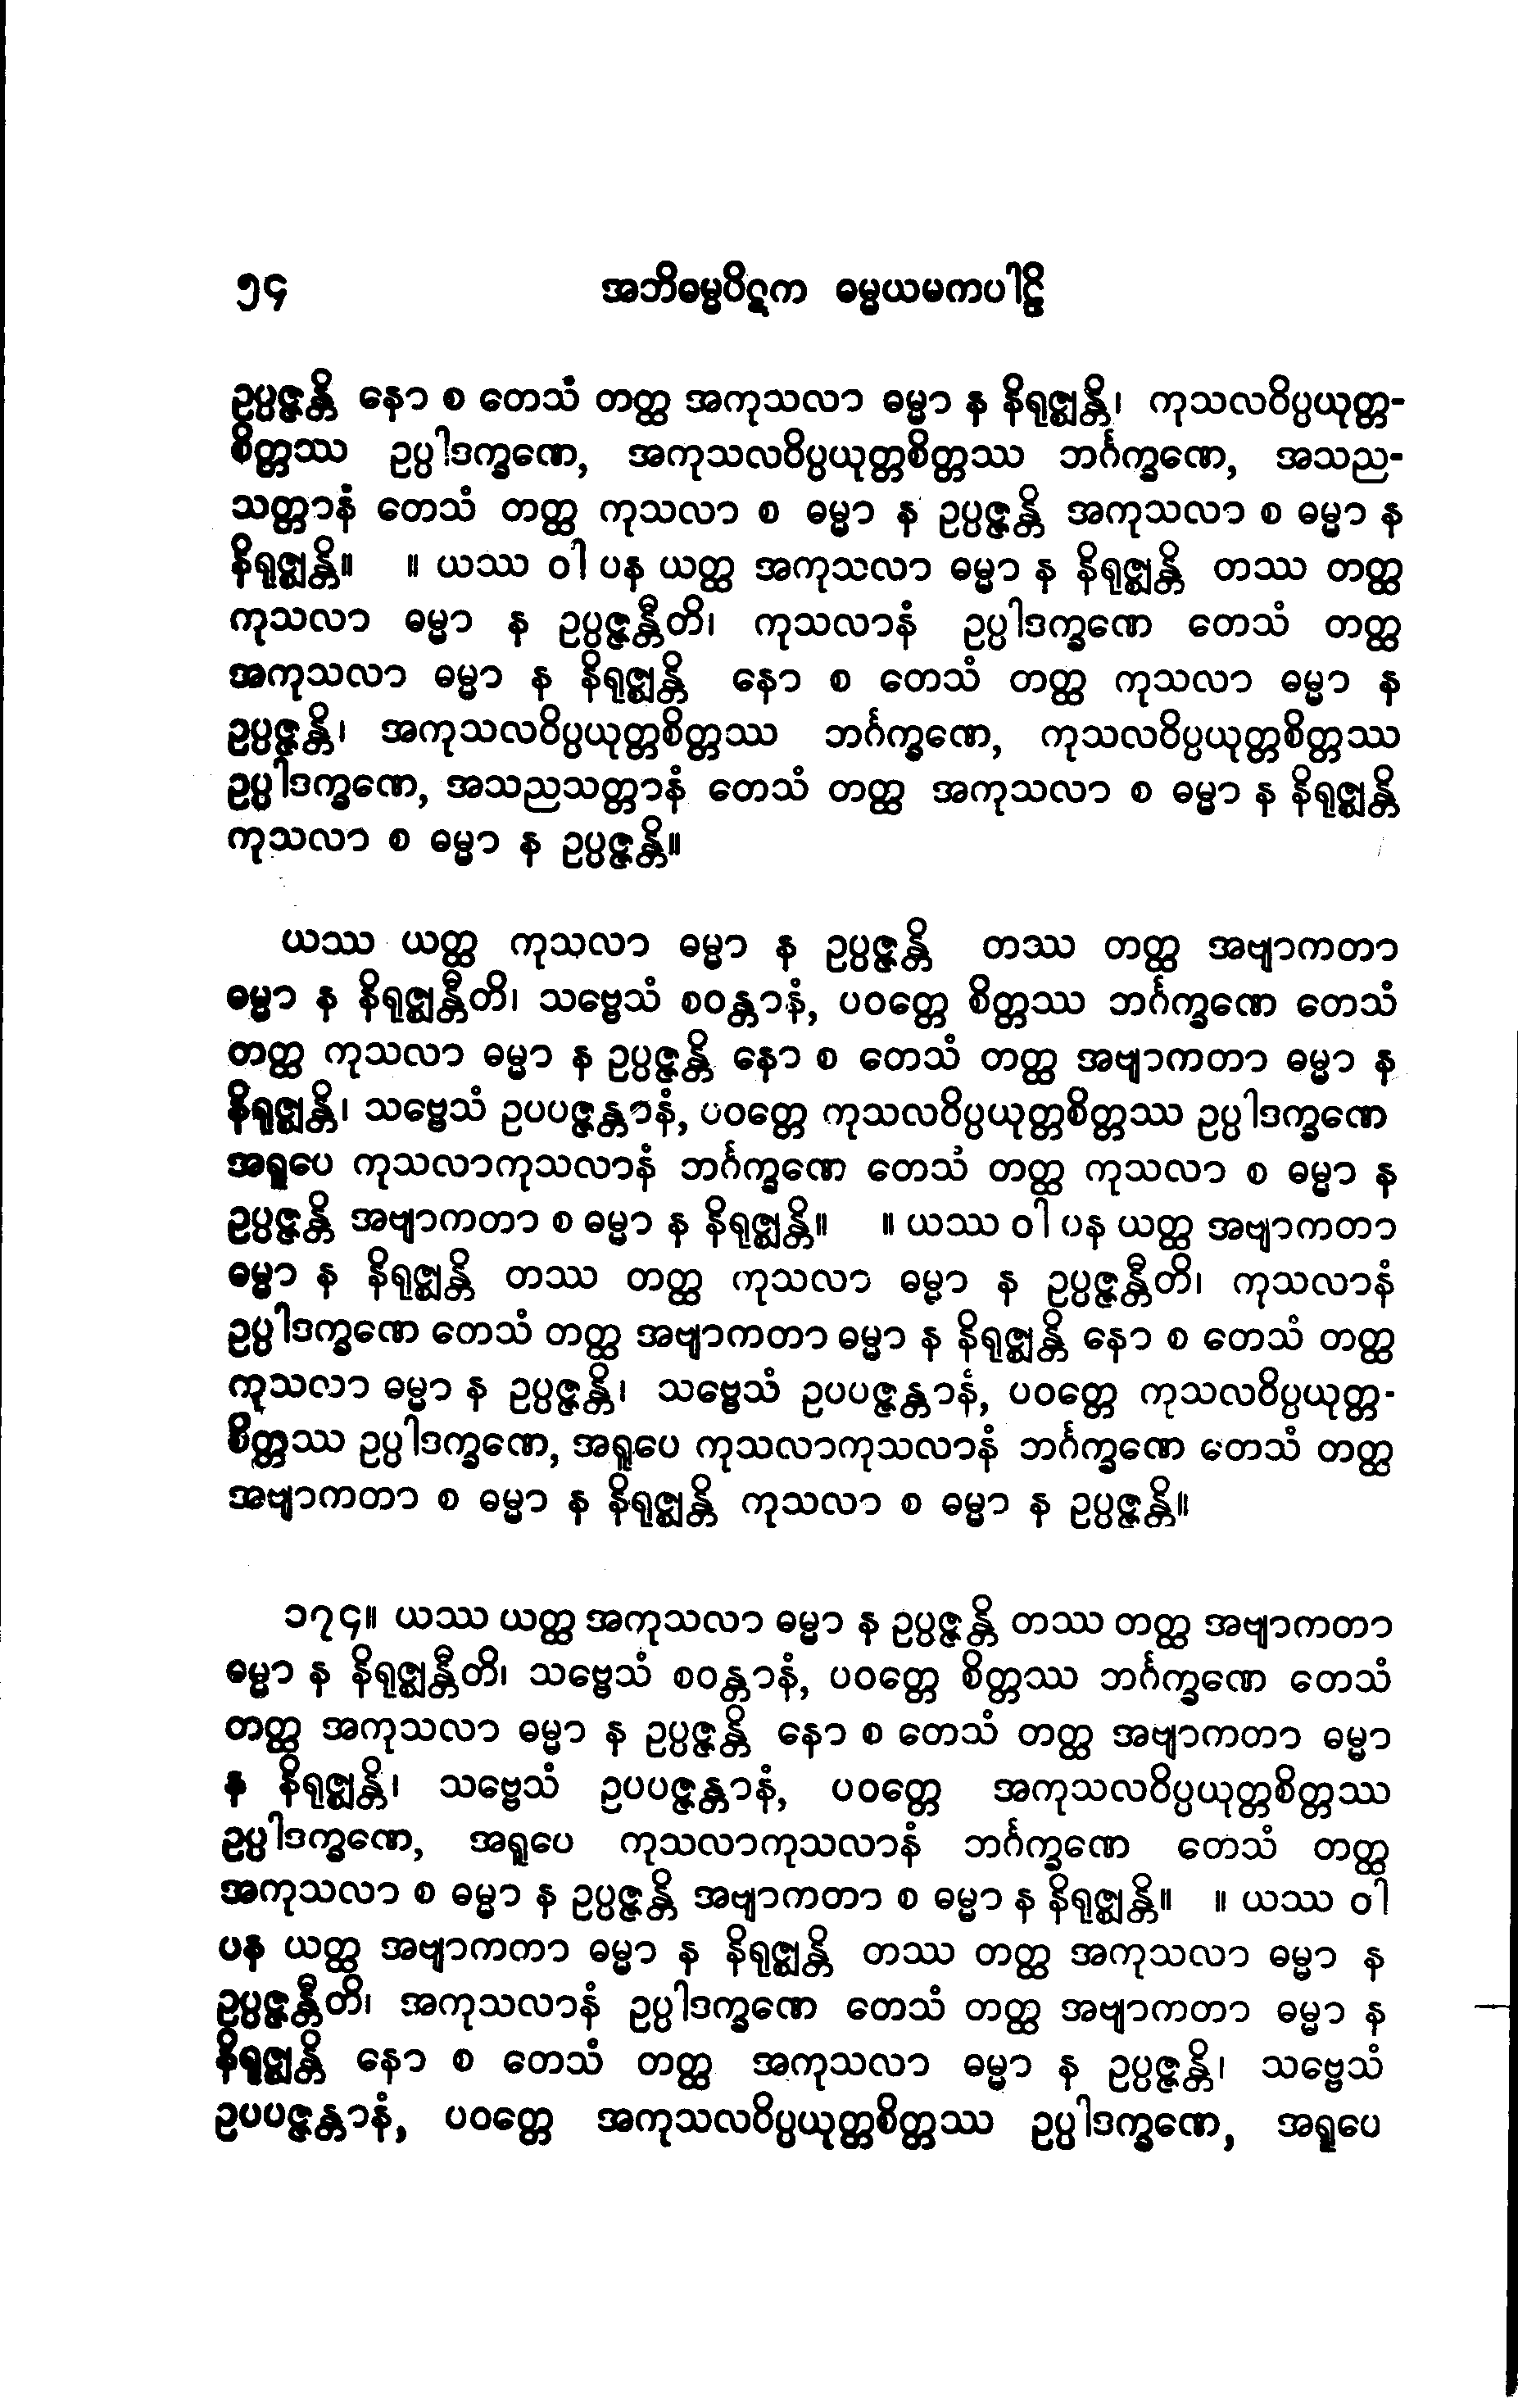 ၅၄ အဘိဓမ္မပိဋက ဓမ္မယမကပါဠိ
ဥပ္ပဇ္ဇန္တိ နော စ တေသံ တတ္ထ အကုသလာ ဓမ္မာ န နိရုဇ္ဈန္တိ၊ ကုသလဝိပ္ပယုတ္တ-
စိတ္တဿ ဥပ္ပါဒက္ခဏေ, အကုသလဝိပ္ပယုတ္တစိတ္တဿ ဘင်္ဂက္ခဏေ, အသည-
သတ္တာနံ တေသံ တတ္ထ ကုသလာ စ ဓမ္မာ န ဥပ္ပဇ္ဇန္တိ အကုသလာ စ ဓမ္မာ န
နိရုဇ္ဈန္တိ။ ။ ယဿ ဝါ ပန ယတ္ထ အကုသလာ ဓမ္မာ န နိရုဇ္ဈန္တိ တဿ တတ္ထ
ကုသလာ ဓမ္မာ န ဥပ္ပဇ္ဇန္တီတိ၊ ကုသလာနံ ဥပ္ပါဒက္ခဏေ တေသံ တတ္ထ
အကုသလာ ဓမ္မာ န နိရုဇ္ဈန္တိ နော စ တေသံ တတ္ထ ကုသလာ ဓမ္မာ န
ဥပ္ပဇ္ဇန္တိ၊ အကုသလဝိပ္ပယုတ္တစိတ္တဿ ဘင်္ဂက္ခဏေ, ကုသလဝိပ္ပယုတ္တစိတ္တဿ
ဥပ္ပါဒက္ခဏေ, အသညသတ္တာနံ တေသံ တတ္ထ အကုသလာ စ ဓမ္မာ န နိရုဇ္ဈန္တိ
ကုသလာ စ ဓမ္မာ န ဥပ္ပဇ္ဇန္တိ။
ယဿ ယတ္ထ ကုသလာ ဓမ္မာ န ဥပ္ပဇ္ဇန္တိ တဿ တတ္ထ အဗျာကတာ
ဓမ္မာ န နိရုဇ္ဈန္တီတိ၊ သဗ္ဗေသံ စဝန္တာနံ, ပဝတ္တေ စိတ္တဿ ဘင်္ဂက္ခဏေ တေသံ
တတ္ထ ကုသလာ ဓမ္မာ န ဥပ္ပဇ္ဇန္တိ နော စ တေသံ တတ္ထ အဗျာကတာ ဓမ္မာ န
နိရုဇ္ဈန္တိ၊ သဗ္ဗေသံ ဥပပဇ္ဇန္တာနံ, ပဝတ္တေ ကုသလဝိပ္ပယုတ္တစိတ္တဿ ဥပ္ပါဒက္ခဏေ
အရူပေ ကုသလာကုသလာနံ ဘင်္ဂက္ခဏေ တေသံ တတ္ထ ကုသလာ စ ဓမ္မာ န
ဥပ္ပဇ္ဇန္တိ အဗျာကတာ စ ဓမ္မာ န နိရုဇ္ဈန္တိ။ ။ ယဿ ဝါ ပန ယတ္ထ အဗျာကတာ
ဓမ္မာ န နိရုဇ္ဈန္တိ တဿ တတ္ထ ကုသလာ ဓမ္မာ န ဥပ္ပဇ္ဇန္တီတိ၊ ကုသလာနံ
ဥပ္ပါဒက္ခဏေ တေသံ တတ္ထ အဗျာကတာ ဓမ္မာ န နိရုဇ္ဈန္တိ နော စ တေသံ တတ္ထ
ကုသလာ ဓမ္မာ န ဥပ္ပဇ္ဇန္တိ၊ သဗ္ဗေသံ ဥပပဇ္ဇန္တာနံ, ပဝတ္တေ ကုသလဝိပ္ပယုတ္တ-
စိတ္တဿ ဥပ္ပါဒက္ခဏေ, အရူပေ ကုသလာကုသလာနံ ဘင်္ဂက္ခဏေ တေသံ တတ္ထ
အဗျာကတာ စ ဓမ္မာ န နိရုဇ္ဈန္တိ ကုသလာ စ ဓမ္မာ န ဥပ္ပဇ္ဇန္တိ။
၁၇၄။ ယဿ ယတ္ထ အကုသလာ ဓမ္မာ န ဥပ္ပဇ္ဇန္တိ တဿ တတ္ထ အဗျာကတာ
ဓမ္မာ န နိရုဇ္ဈန္တီတိ၊ သဗ္ဗေသံ စဝန္တာနံ, ပဝတ္တေ စိတ္တဿ ဘင်္ဂက္ခဏေ တေသံ
တတ္ထ အကုသလာ ဓမ္မာ န ဥပ္ပဇ္ဇန္တိ နော စ တေသံ တတ္ထ အဗျာကတာ ဓမ္မာ
န နိရုဇ္ဈန္တိ၊ သဗ္ဗေသံ ဥပပဇ္ဇန္တာနံ, ပဝတ္တေ အကုသလဝိပ္ပယုတ္တစိတ္တဿ
ဥပ္ပါဒက္ခဏေ, အရူပေ ကုသလာကုသလာနံ ဘင်္ဂက္ခဏေ တေသံ တတ္ထ
အကုသလာ စ ဓမ္မာ န ဥပ္ပဇ္ဇန္တိ အဗျာကတာ စ ဓမ္မာ န နိရုဇ္ဈန္တိ။ ။ ယဿ ဝါ
ပန ယတ္ထ အဗျာကတာ ဓမ္မာ န နိရုဇ္ဈန္တိ တဿ တတ္ထ အကုသလာ ဓမ္မာ န
ဥပ္ပဇ္ဇန္တီတိ၊ အကုသလာနံ ဥပ္ပါဒက္ခဏေ တေသံ တတ္ထ အဗျာကတာ ဓမ္မာ န
နိရုဇ္ဈန္တိ နော စ တေသံ တတ္ထ အကုသလာ ဓမ္မာ န ဥပ္ပဇ္ဇန္တိ၊ သဗ္ဗေသံ
ဥပပဇ္ဇန္တာနံ, ပဝတ္တေ အကုသလဝိပ္ပယုတ္တစိတ္တဿ ဥပ္ပါဒက္ခဏေ, အရူပေ